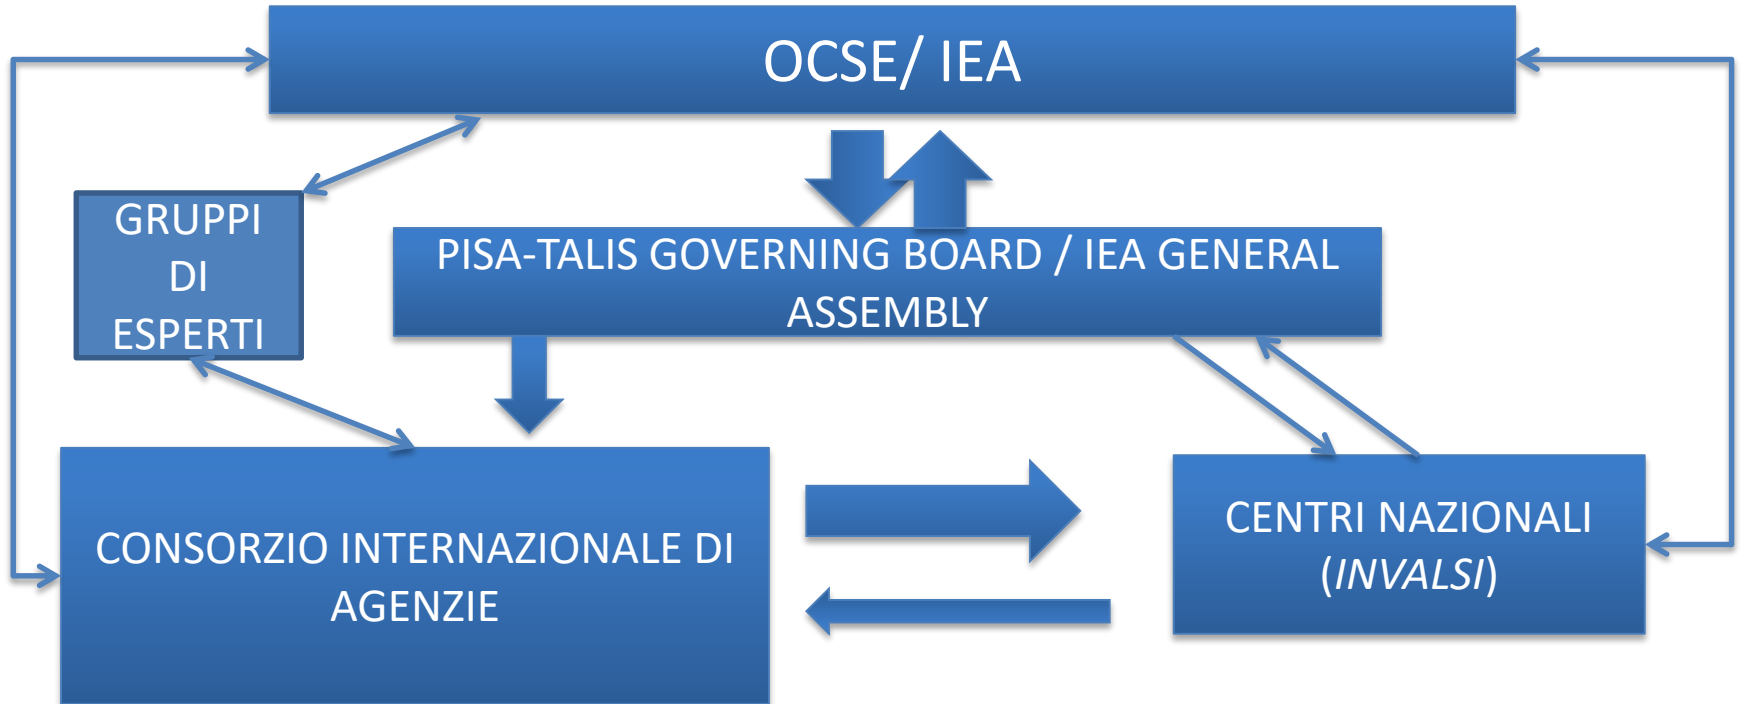 OCSE/ IEA
GRUPPI
DI
ESPERTI
PISA-TALIS GOVERNING BOARD / IEA GENERAL
ASSEMBLY
CONSORZIO INTERNAZIONALE DI
AGENZIE
CENTRI NAZIONALI
(INVALSI)